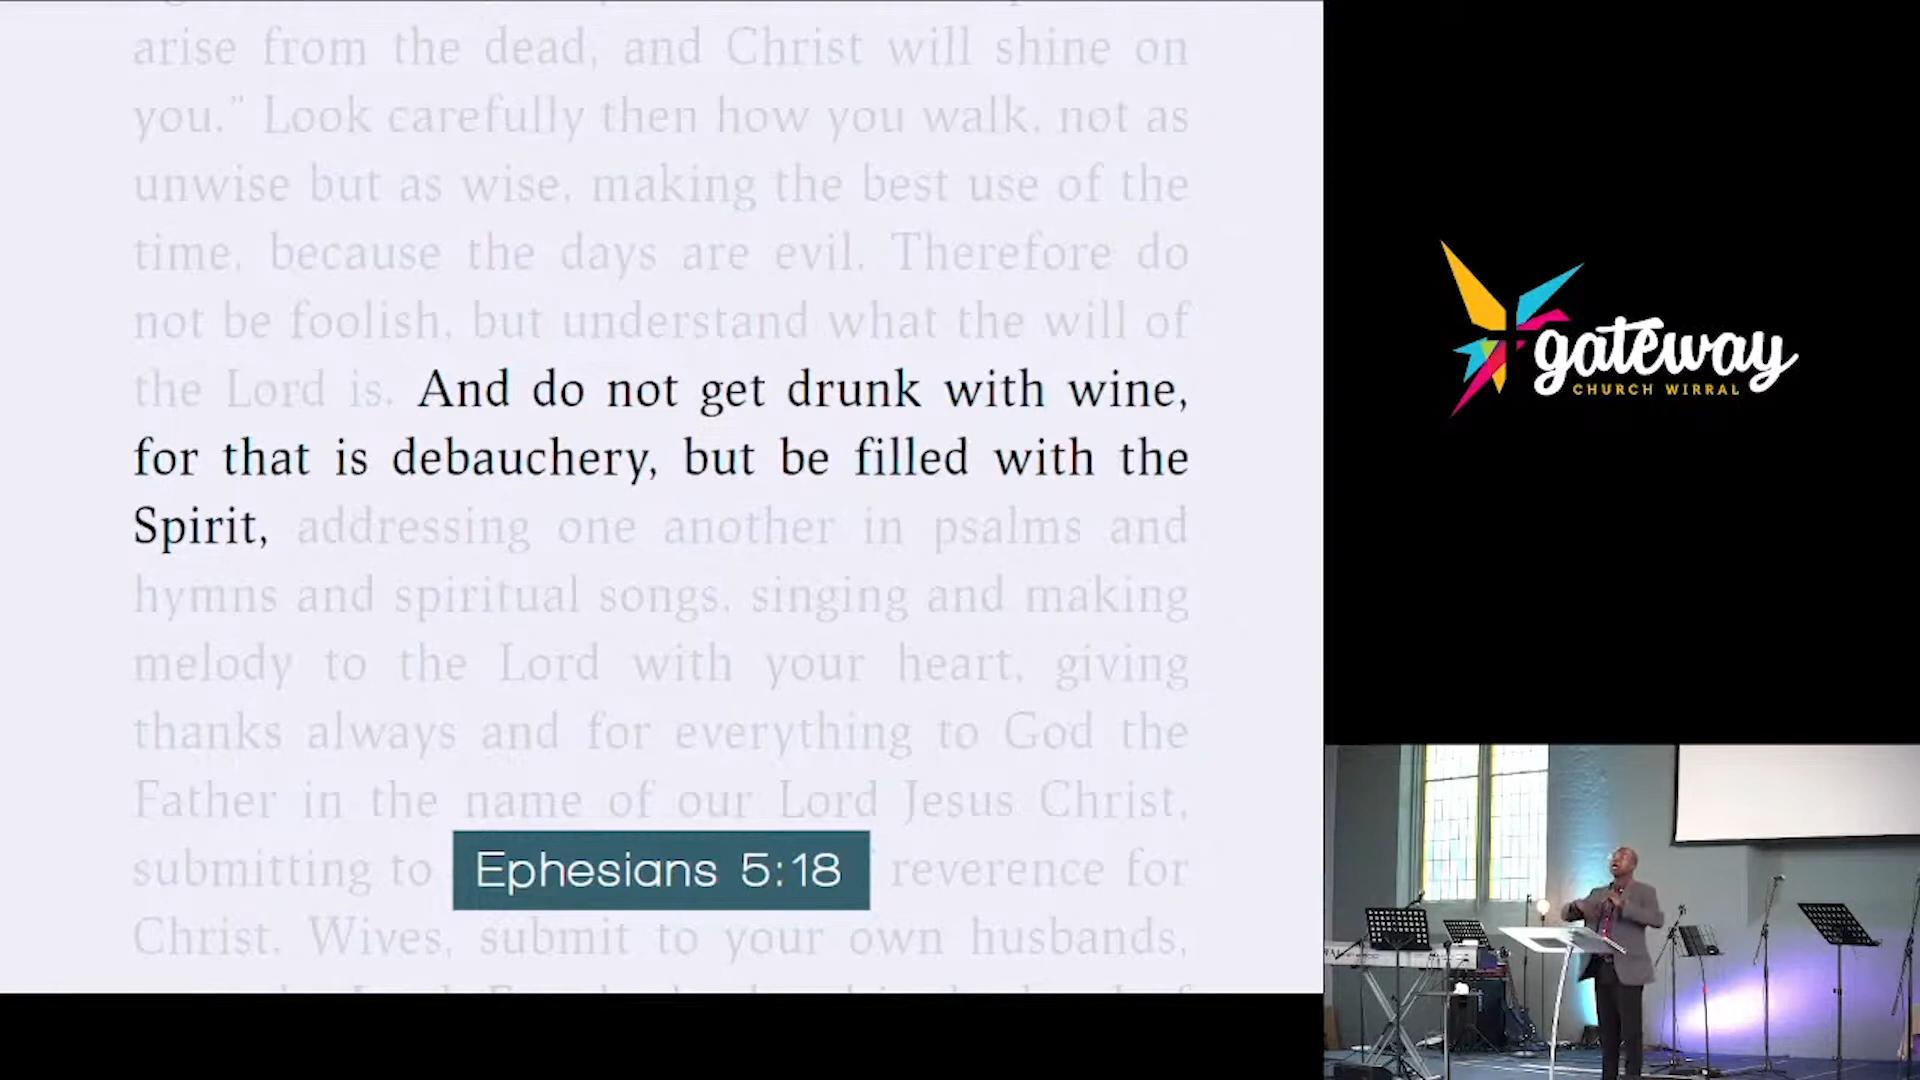 arise from the dead, and Christ will shine on
you.” Look carefully then how you walk, not as
unwise but as wise, making the best use of the
time, because the days are evil. Therefore do
not be foolish, but understand what the will of
the Lord is. And do not get drunk with wine,
for that is debauchery, but be filled with the
Spirit, addressing one another in psalms and
hymns and spiritual songs, singing and making
melody to the Lord with your heart, giving
thanks always and for everything to God the
Father in the name of our Lord Jesus Christ,
submitting to reverence for
Ephesians 5:18
Christ. Wives, submit to your own husbands,
gateway
CHURCH WIRRAL